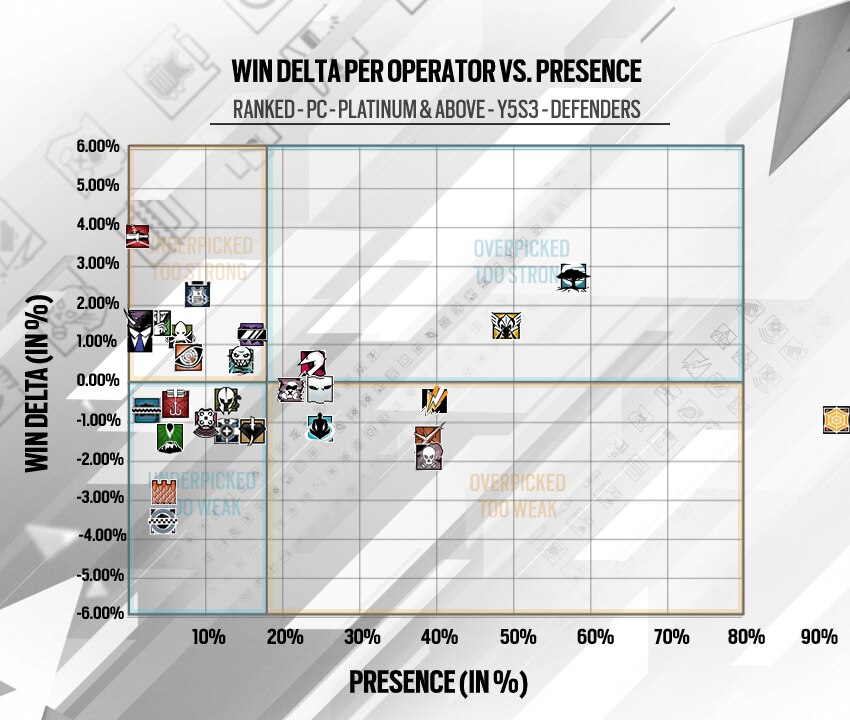 WIN DELTA PER OPERATOR VS. PRESENCE
RANKED - PC - PLATINUM & ABOVE - Y5S3 - DEFENDERS
6.00%
5.00%
4.00%
3.00%
2.00%
1.00%
0.00%
-1.00%
-2.00%
-3.00%
-4.00%
-5.00%
-6.00%
WIN DELTA (IN %)
UNDERPICKED
TOO STRONG
OVERPICKED
TOO STRONG
UNDERPICKED
TOO WEAK
OVERPICKED
TOO WEAK
10%
20%
30%
40%
50%
60%
70%
80%
90%
PRESENCE (IN %)